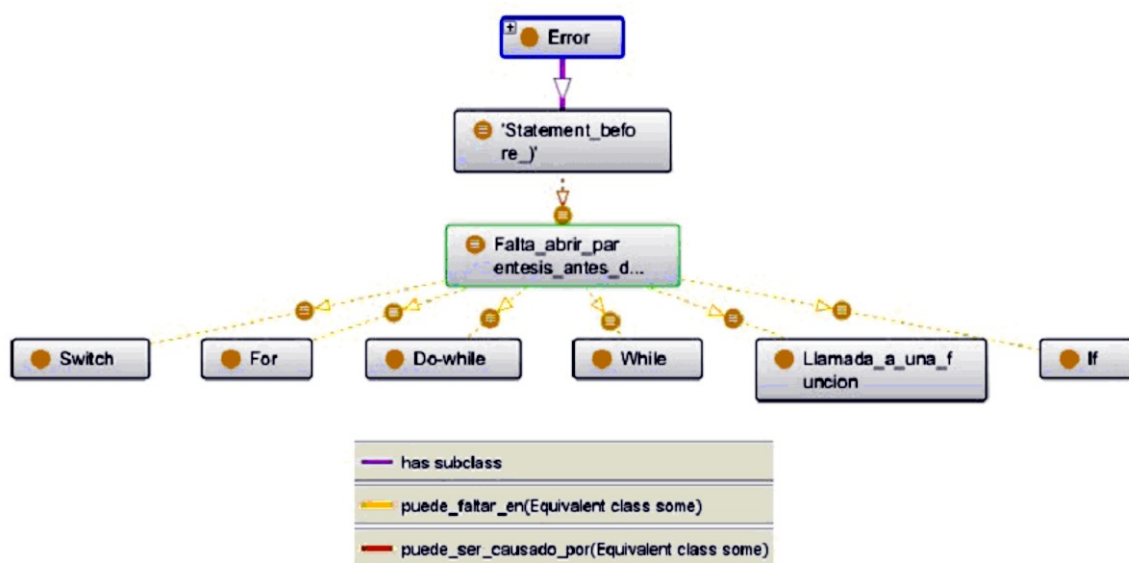 Error
'Statement_befo
re_)'
Falta_abrir_par
entesis_antes_d...
Switch
For
Do-while
While
Llamada_a_una_f
uncion
If
has subclass
puede_faltar_en(Equivalent class some)
puede_ser_causado_por(Equivalent class some)